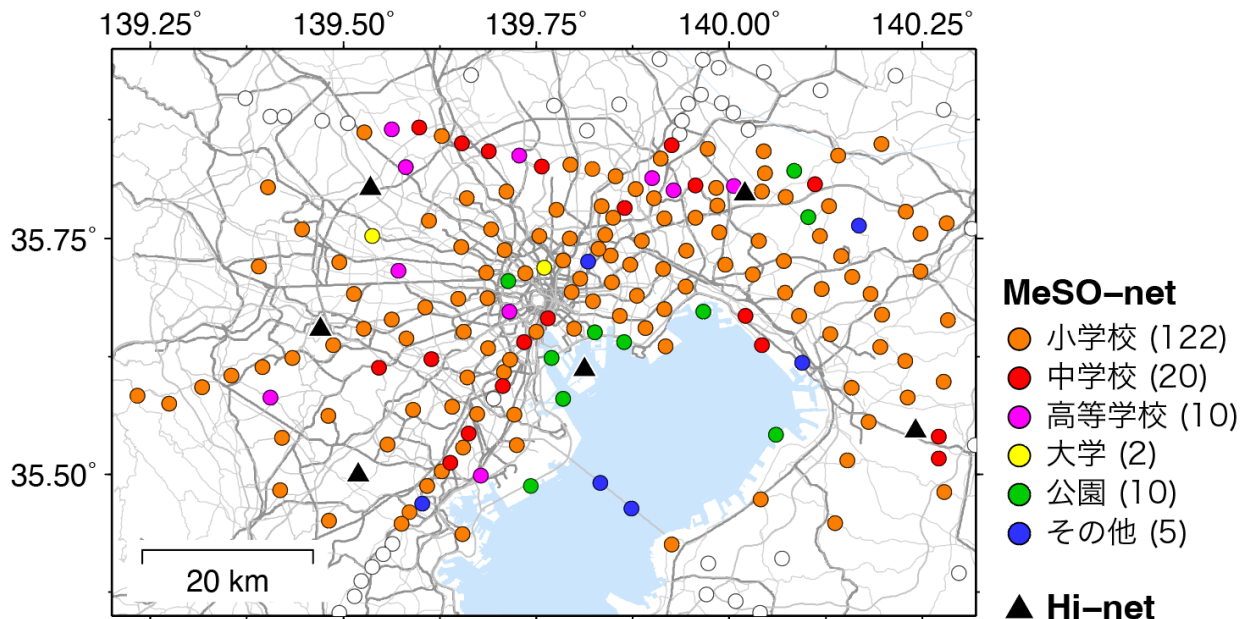 139.25° 139.50° 139.75° 140.00° 140.25°
35.75°
35.50°
20 km
MeSO−net
小学校 (122)
中学校 (20)
高等学校 (10)
大学 (2)
公園 (10)
その他 (5)
Hi−net